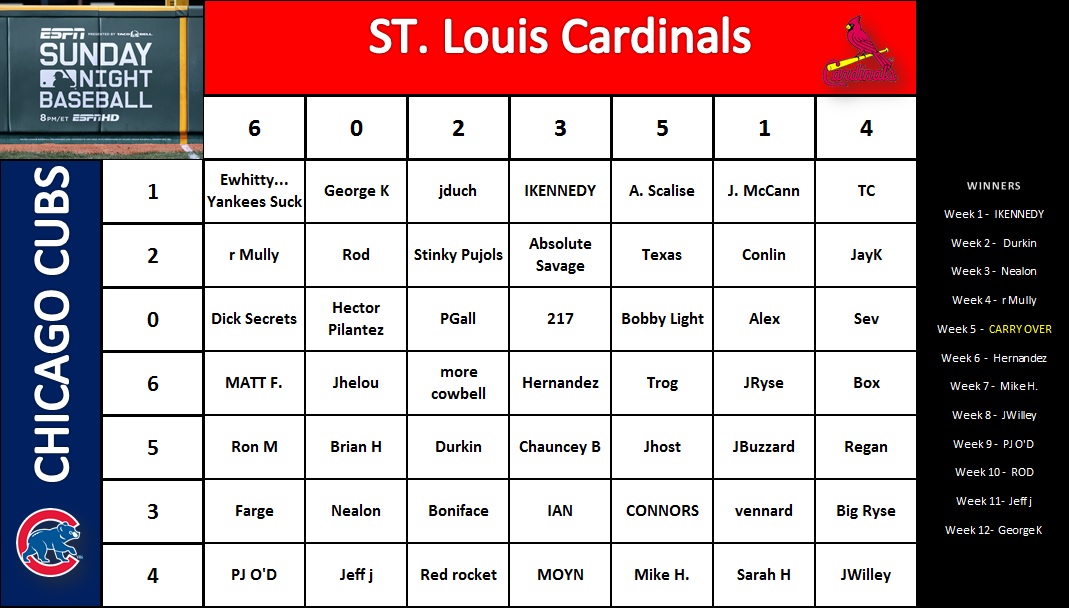 ESPN PRESENTED BY TACO BELL
SUNDAY
NIGHT
BASEBALL
8PM/ET ESPN HD
ST. Louis Cardinals
Cardinals
6 0 2 3 5 1 4
CHICAGO CUBS
1 Ewhitty... Yankees Suck George K jduch IKENNEDY A. Scalise J. McCann TC
2 r Mully Rod Stinky Pujols Absolute Savage Texas Conlin JayK
0 Dick Secrets Hector Pilantez PGall 217 Bobby Light Alex Sev
6 MATT F. Jhelou more cowbell Hernandez Trog JRyse Box
5 Ron M Brian H Durkin Chauncey B Jhost JBuzzard Regan
3 Farge Nealon Boniface IAN CONNORS vennard Big Ryse
4 PJ O'D Jeff j Red rocket MOYN Mike H. Sarah H JWilley
WINNERS
Week 1 - IKENNEDY
Week 2 - Durkin
Week 3 - Nealon
Week 4 - r Mully
Week 5 - CARRY OVER
Week 6 - Hernandez
Week 7 - Mike H.
Week 8 - JWilley
Week 9 - PJ O'D
Week 10 - ROD
Week 11- Jeff j
Week 12- George K